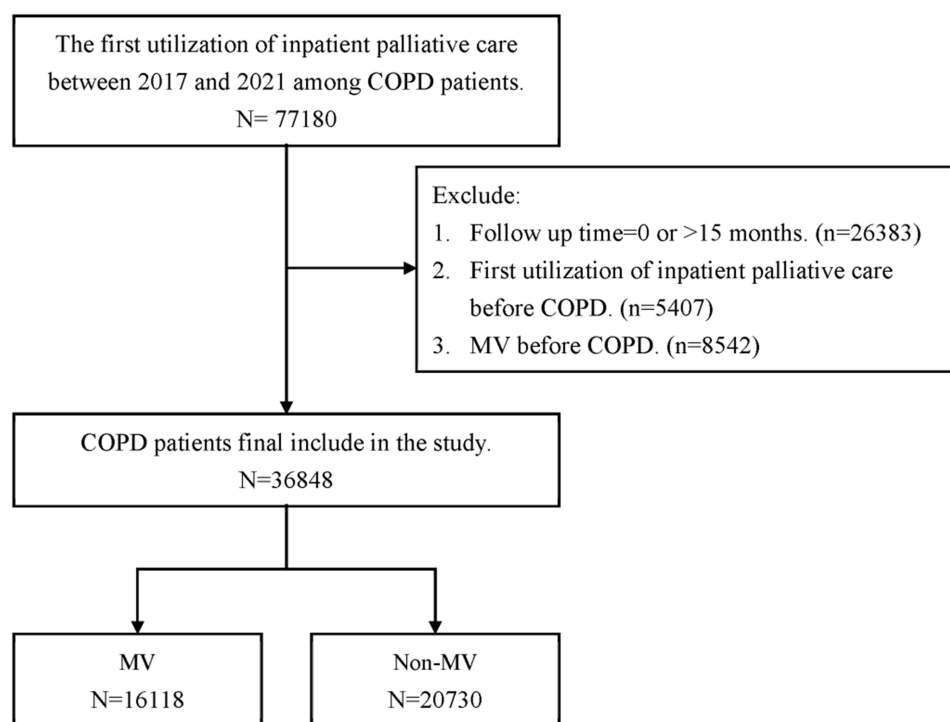 The first utilization of inpatient palliative care
between 2017 and 2021 among COPD patients.
N= 77180
Exclude:
1. Follow up time=0 or >15 months. (n=26383)
2. First utilization of inpatient palliative care
before COPD. (n=5407)
3. MV before COPD. (n=8542)
COPD patients final include in the study.
N=36848
MV
N=16118
Non-MV
N=20730